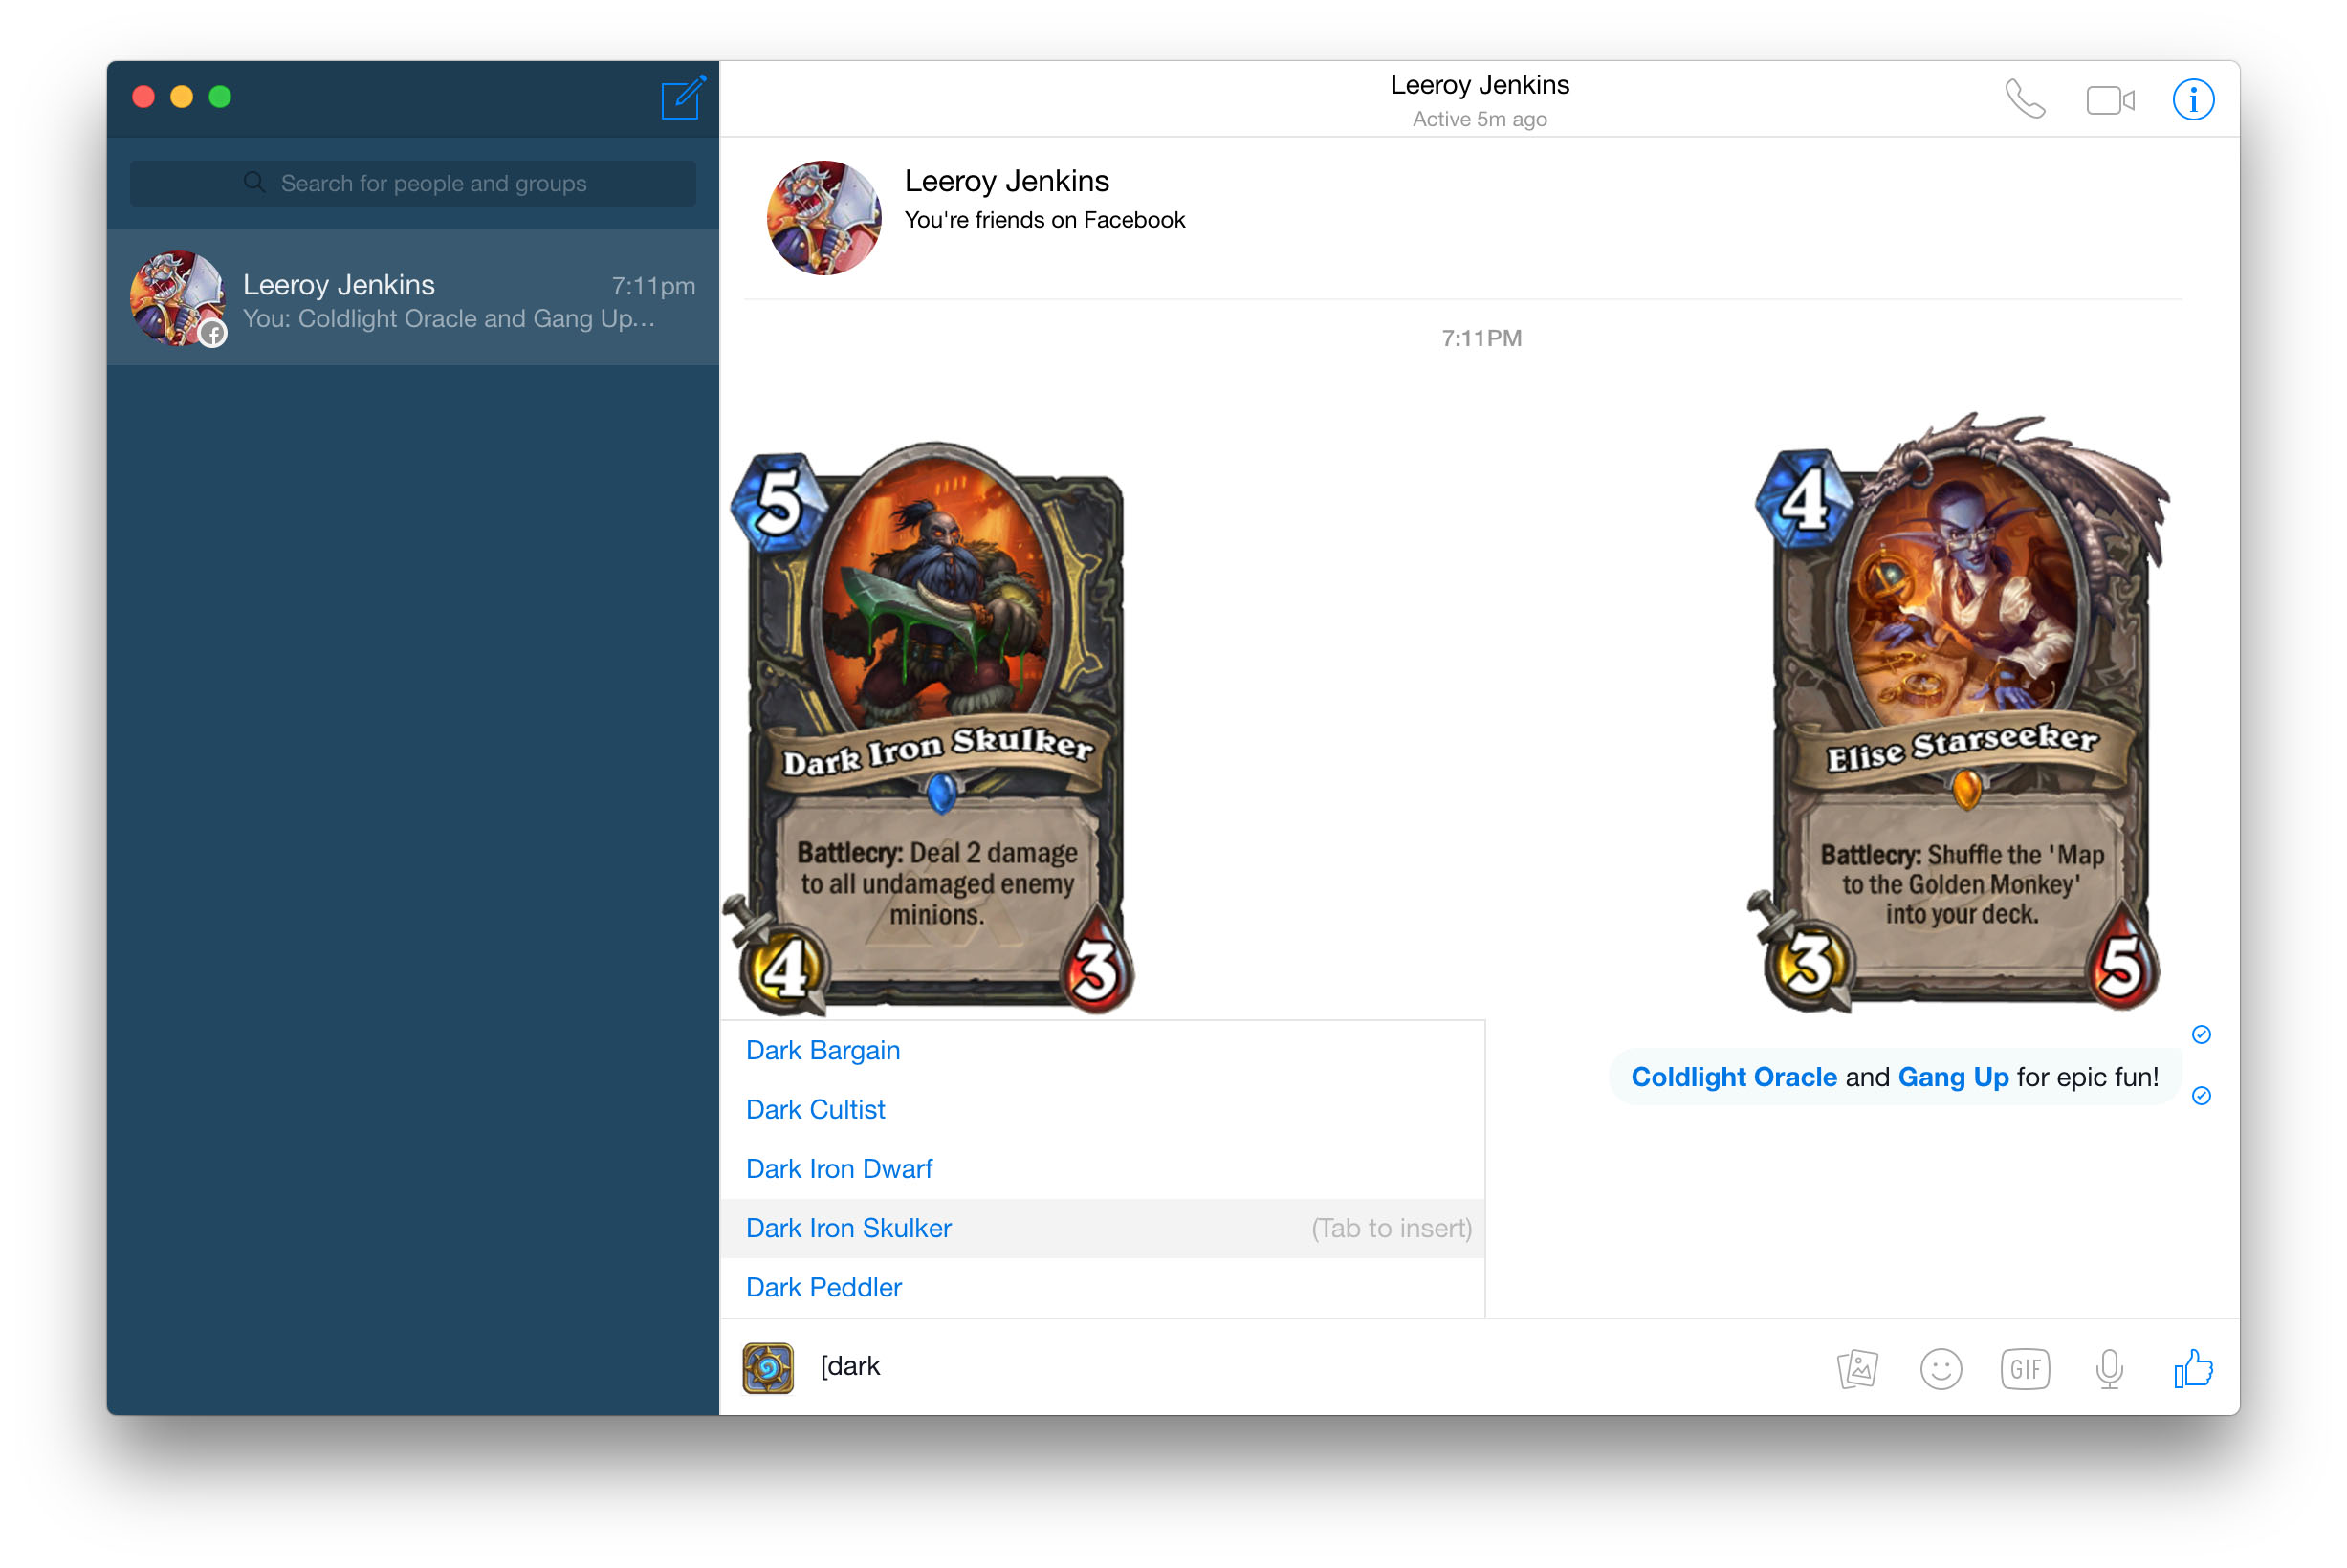 Leeroy Jenkins
Active 5m ago
Search for people and groups
Leeroy Jenkins
7:11pm
You: Coldlight Oracle and Gang Up...
Leeroy Jenkins
You're friends on Facebook
7:11PM
5
Dark Iron Skulker
Battlecry: Deal 2 damage
to all undamaged enemy
minions.
4
3
4
Elise Starseeker
Battlecry: Shuffle the 'Map
to the Golden Monkey'
into your deck.
3
5
Coldlight Oracle and Gang Up for epic fun!
Dark Bargain
Dark Cultist
Dark Iron Dwarf
Dark Iron Skulker (Tab to insert)
Dark Peddler
[dark
GIF